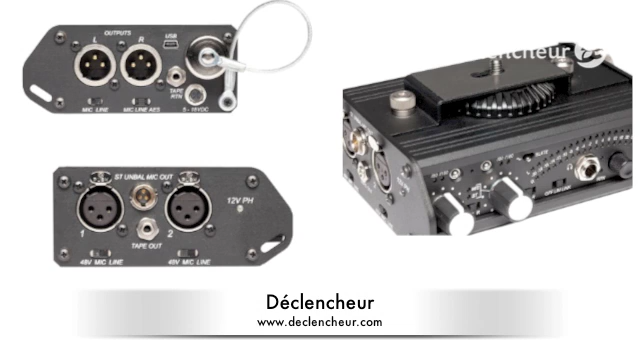 OUTPUTS
L R USB
TAPE RTN
MIC LINE MIC LINE AES 5-18VDC
ST UNBAL MIC OUT
12V PH
1 2
TAPE OUT
48V MIC LINE 48V MIC LINE
encheur
Déclencheur
www.declencheur.com